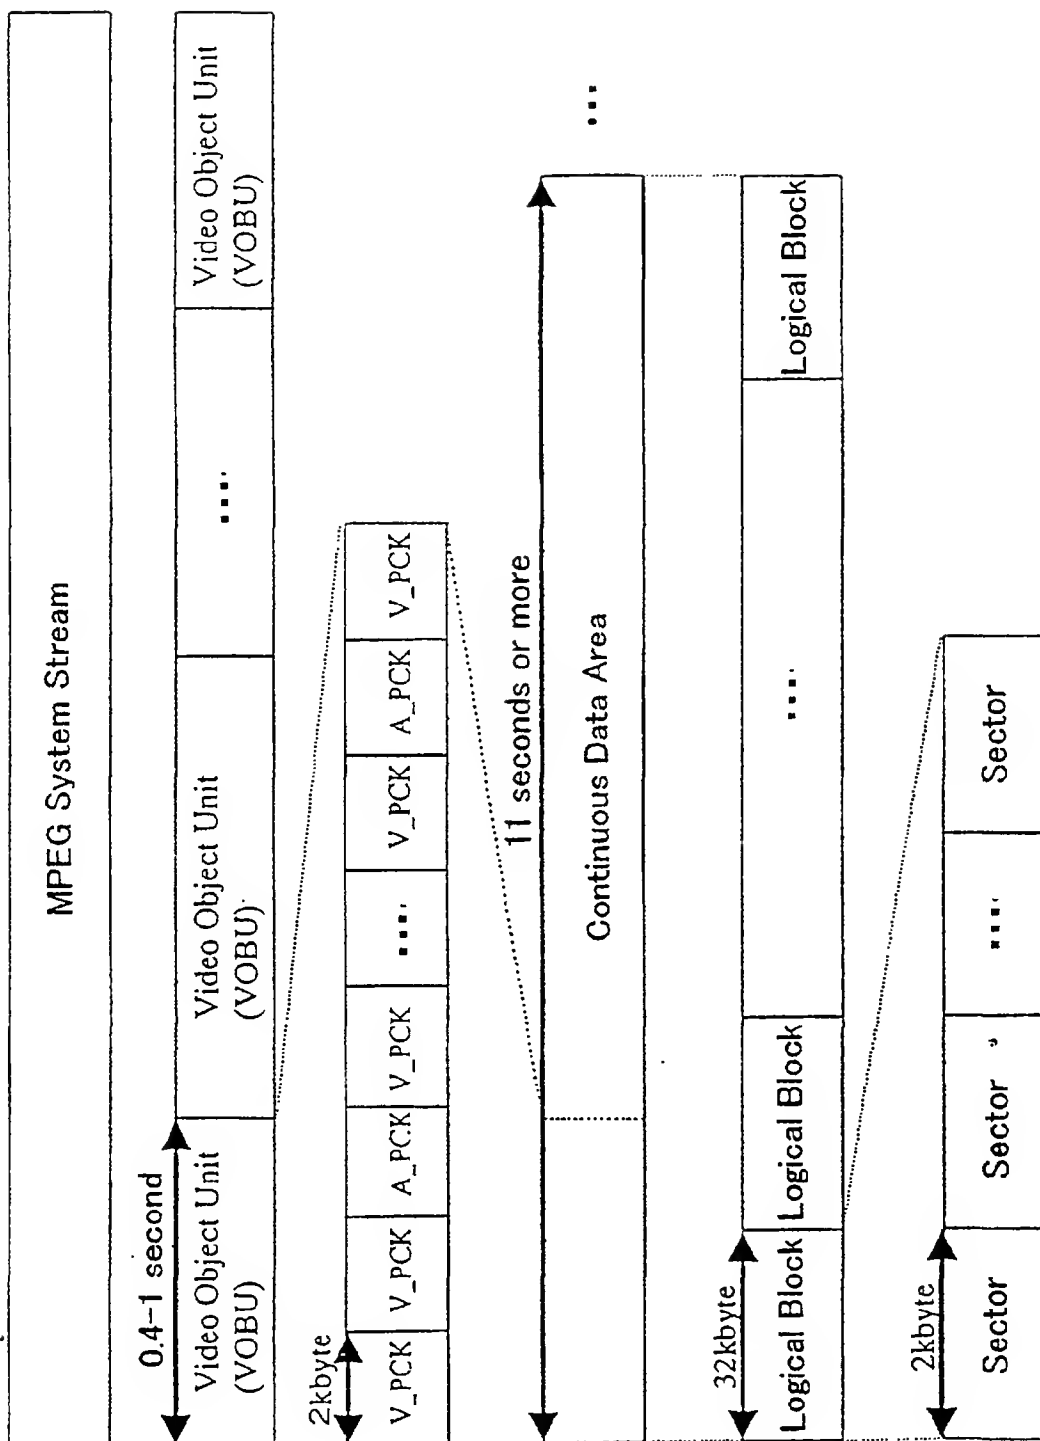 MPEG System Stream
0.4-1 second
Video Object Unit
(VOBU)
Video Object Unit
(VOBU)
....
Video Object Unit
(VOBU)
2kbyte
V_PCK
V_PCK
A_PCK
V_PCK
....
V_PCK
A_PCK
V_PCK
11 seconds or more
Continuous Data Area
...
32kbyte
Logical Block
Logical Block
....
Logical Block
2kbyte
Sector
Sector
....
Sector